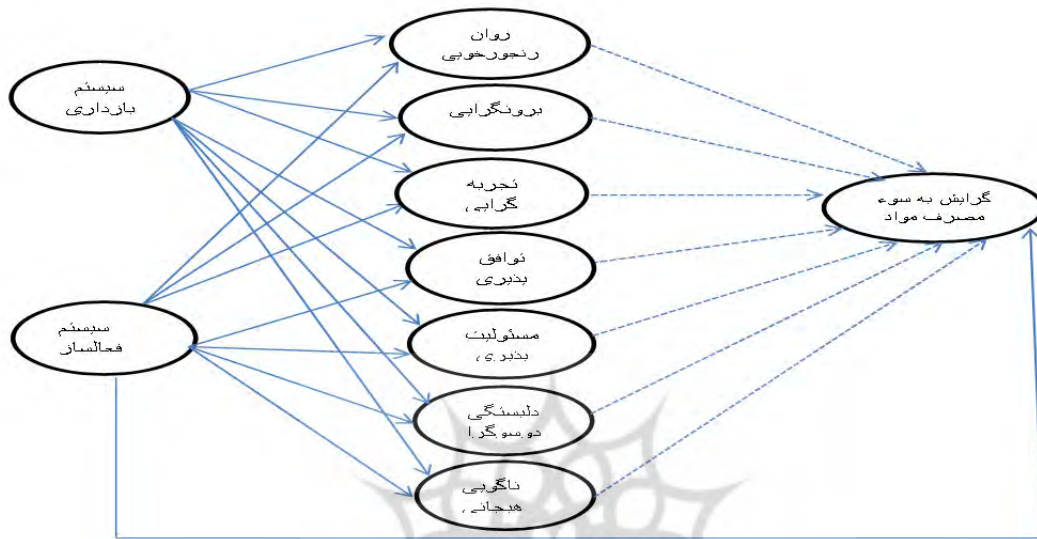 روان
رنجورخویی
سیستم
بازداری
برونگرایی
تجربه
گرایی
گرایش به سوء
مصرف مواد
توافق
پذیری
سیستم
فعالساز
مسئولیت
پذیری
دلبستگی
دوسوگرا
ناگویی
هیجانی